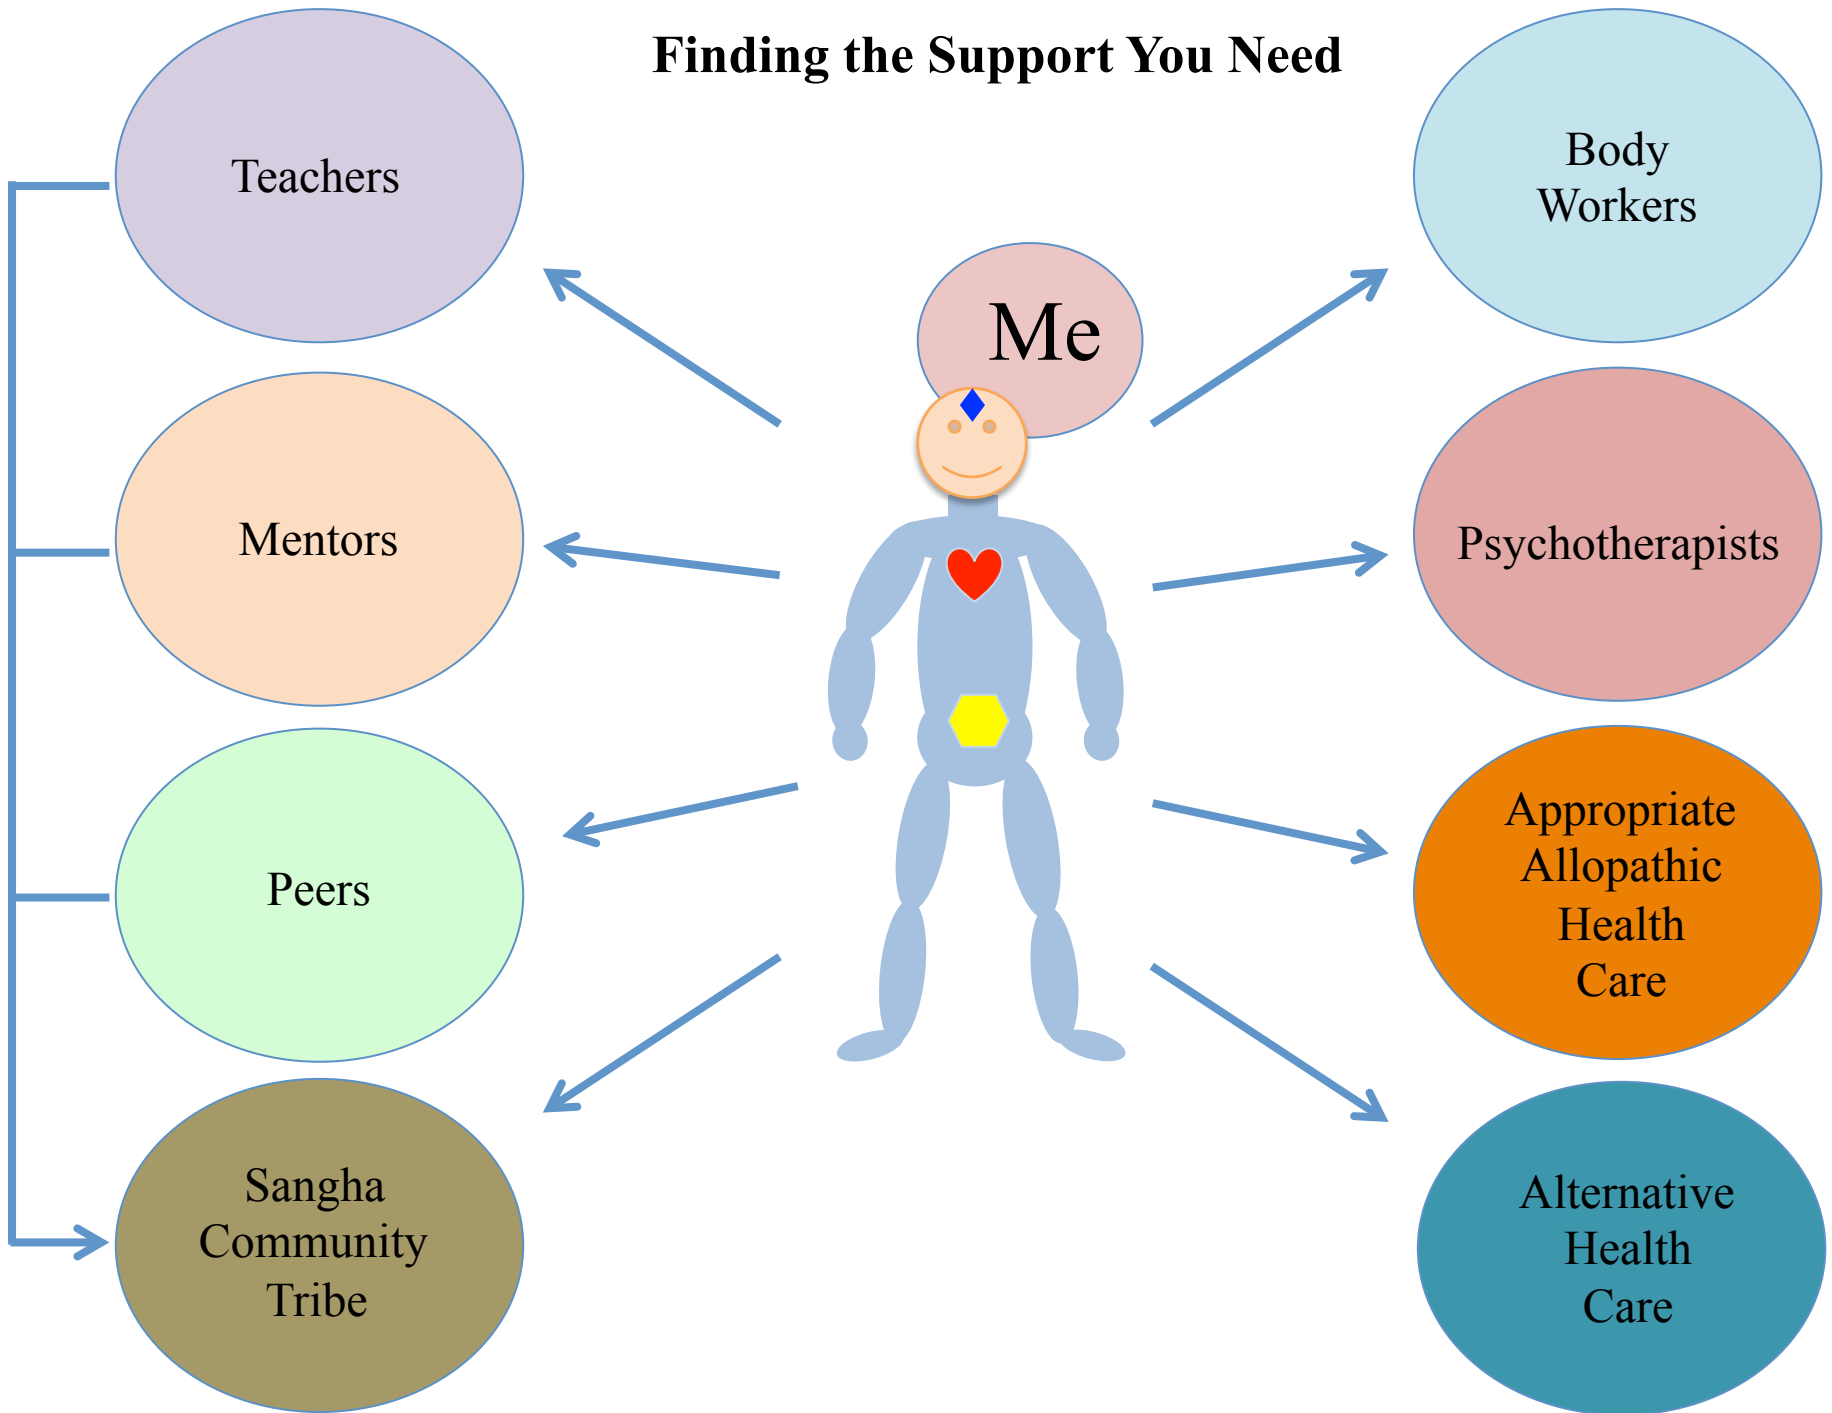 Finding the Support You Need
Teachers
Mentors
Peers
Sangha
Community
Tribe
Me
Body
Workers
Psychotherapists
Appropriate
Allopathic
Health
Care
Alternative
Health
Care